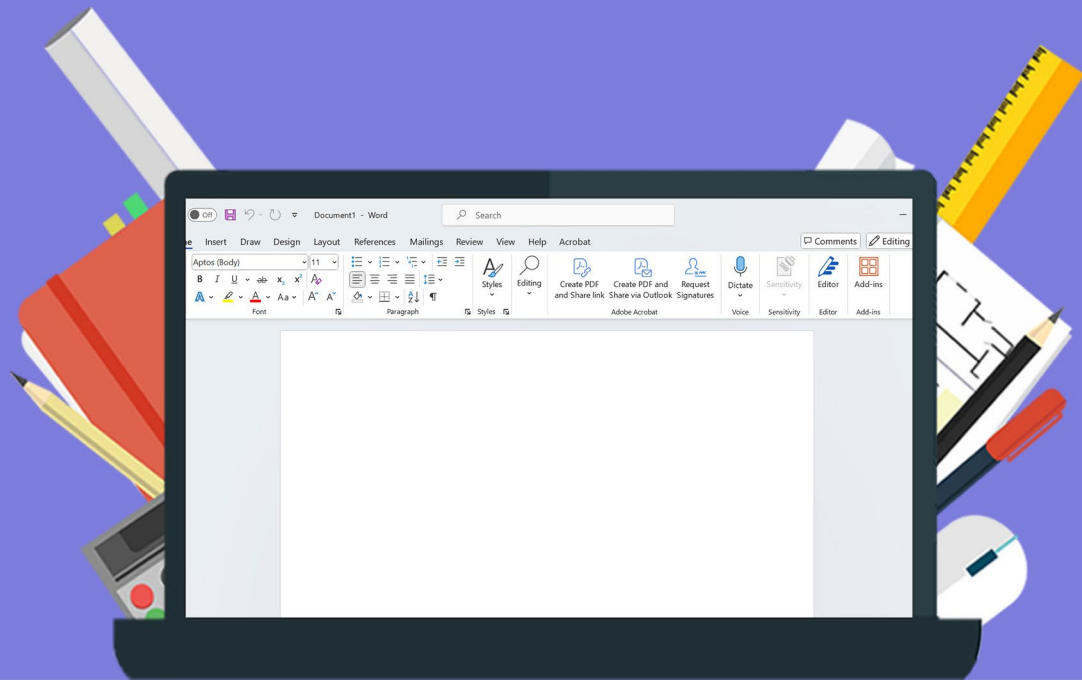 Off Document1 - Word Search
Insert Draw Design Layout References Mailings Review View Help Acrobat Comments Editing
Aptos (Body) 11
B I U ab x₂ x² A
A A Aa A A
Styles
Editing
Create PDF and Share link
Create PDF and Share via Outlook
Request Signatures
Dictate
Sensitivity
Editor
Add-ins
Font Paragraph Styles Adobe Acrobat Voice Sensitivity Editor Add-ins